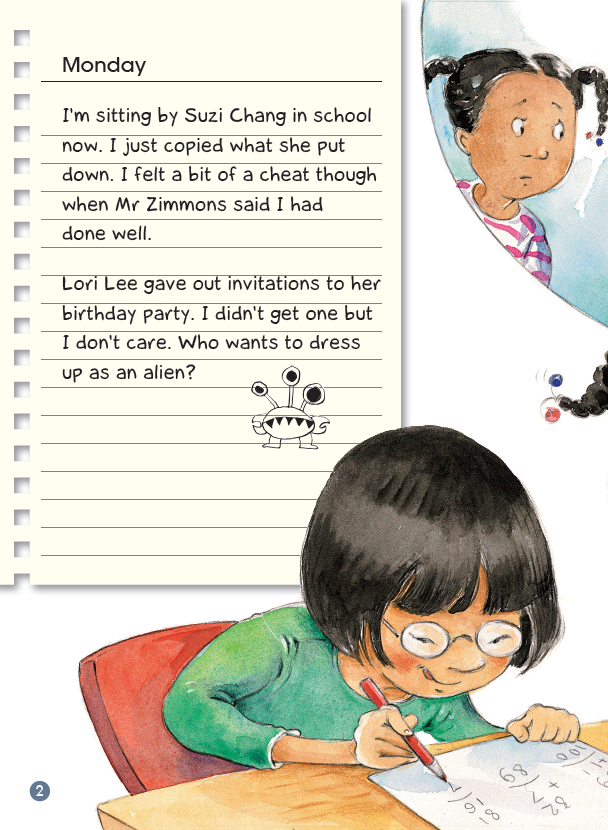 Monday
I'm sitting by Suzi Chang in school
now. I just copied what she put
down. I felt a bit of a cheat though
when Mr Zimmons said I had
done well.
Lori Lee gave out invitations to her
birthday party. I didn't get one but
I don't care. Who wants to dress
up as an alien?
2